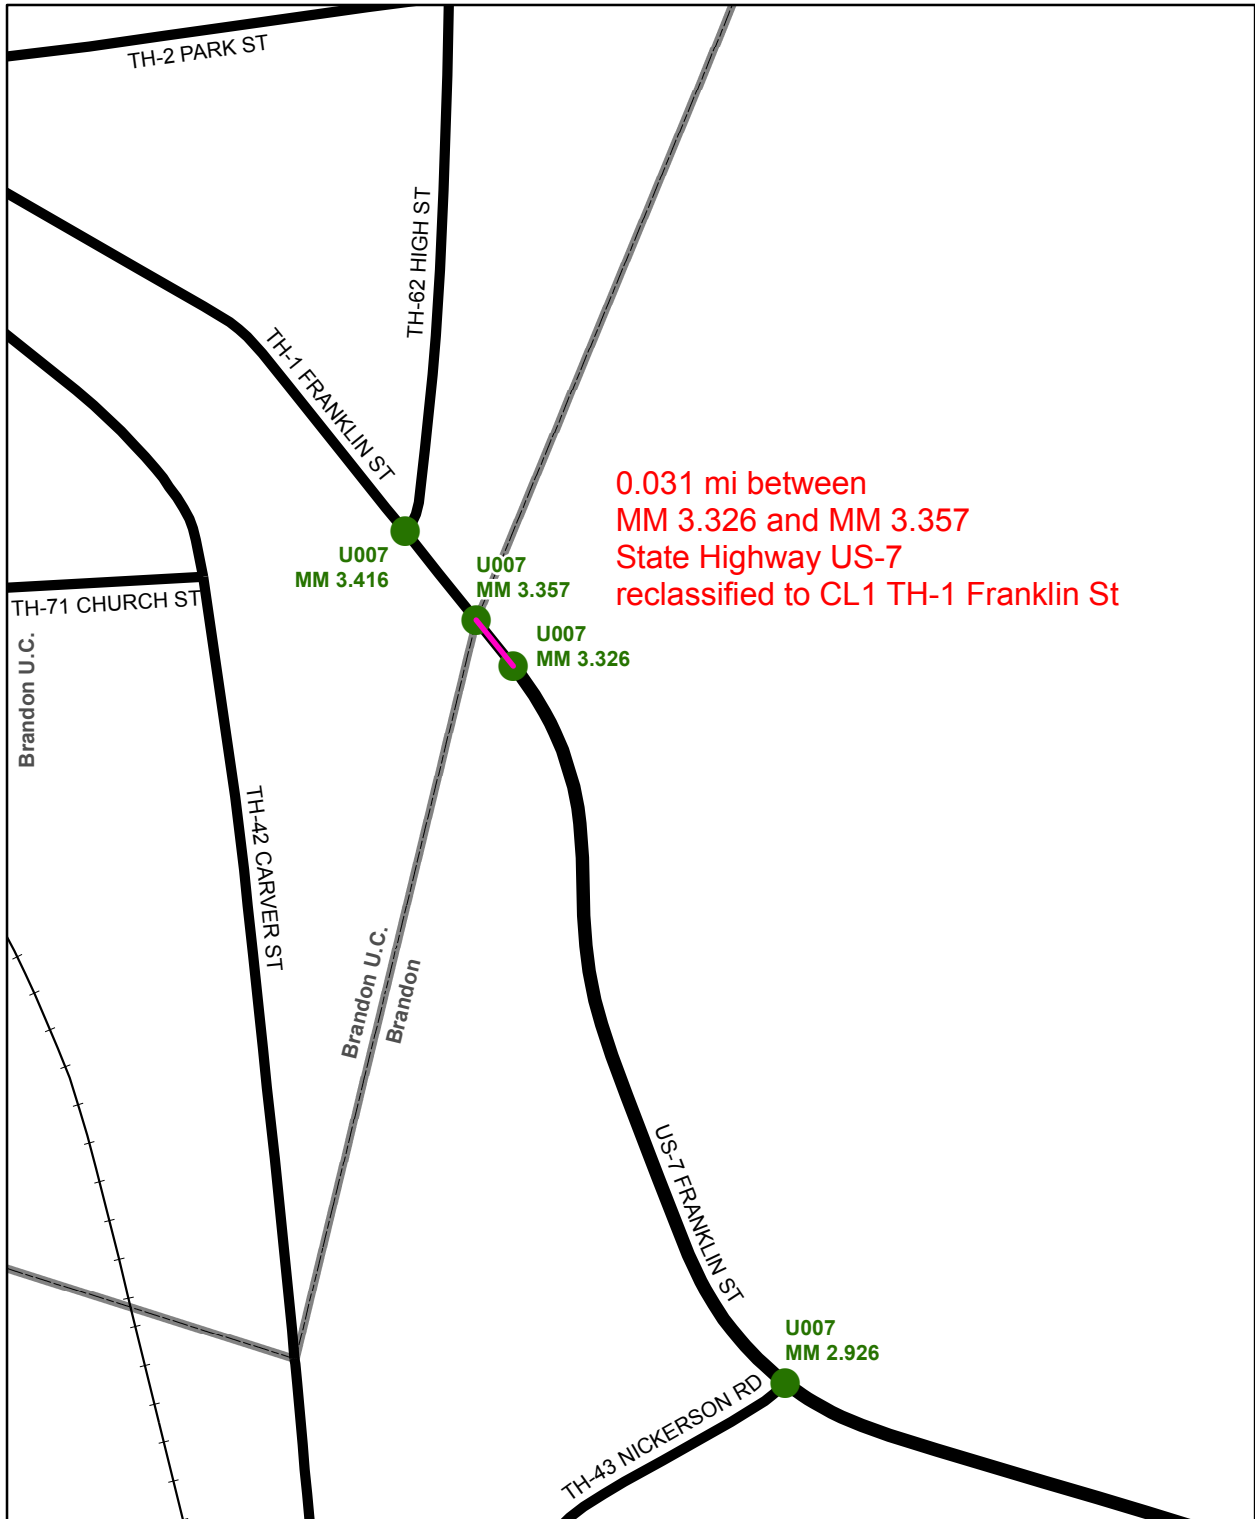 TH-2 PARK ST
TH-62 HIGH ST
TH-1 FRANKLIN ST
0.031 mi between
MM 3.326 and MM 3.357
State Highway US-7
reclassified to CL1 TH-1 Franklin St
U007
MM 3.416
U007
MM 3.357
U007
MM 3.326
TH-71 CHURCH ST
Brandon U.C.
TH-42 CARVER ST
Brandon U.C.
Brandon
US-7 FRANKLIN ST
U007
MM 2.926
TH-43 NICKERSON RD